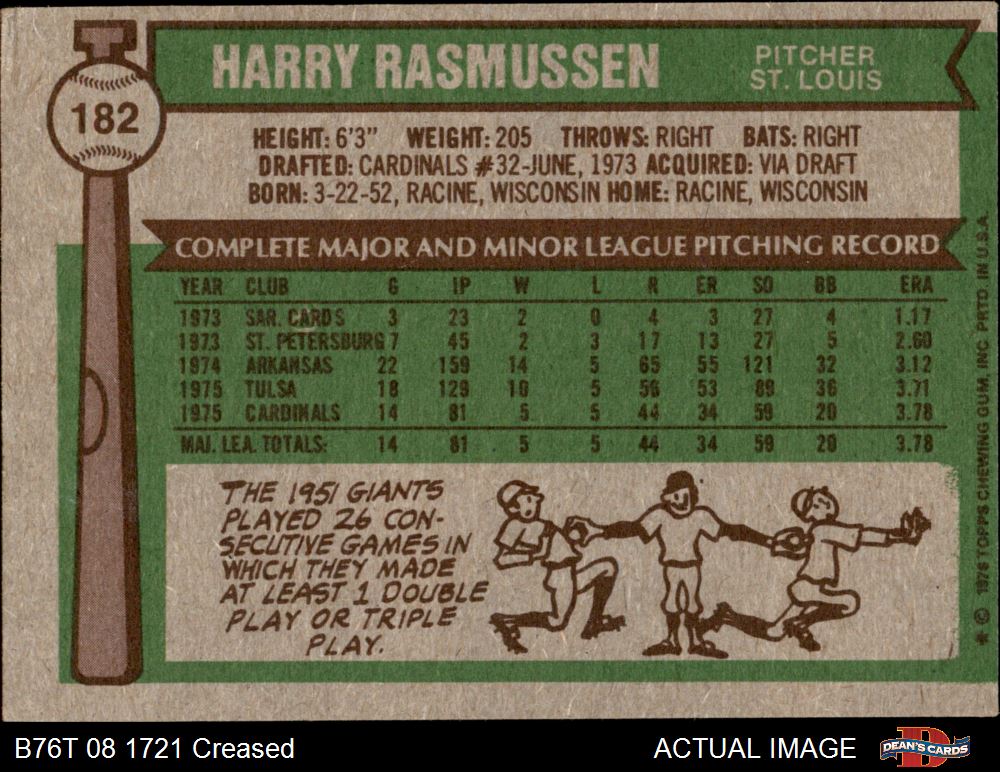 182
HARRY RASMUSSEN
PITCHER
ST. LOUIS
HEIGHT: 6'3" WEIGHT: 205 THROWS: RIGHT BATS: RIGHT
DRAFTED: CARDINALS #32-JUNE, 1973 ACQUIRED: VIA DRAFT
BORN: 3-22-52, RACINE, WISCONSIN HOME: RACINE, WISCONSIN
COMPLETE MAJOR AND MINOR LEAGUE PITCHING RECORD
YEAR CLUB G IP W L R ER SO BB ERA
1973 SAR. CARDS 3 23 2 0 4 3 27 4 1.17
1973 ST. PETERSBURG 7 45 2 3 17 13 27 5 2.60
1974 ARKANSAS 22 159 14 5 65 55 121 32 3.12
1975 TULSA 18 129 10 5 56 53 89 36 3.71
1975 CARDINALS 14 81 5 5 44 34 59 20 3.78
MAJ. LEA. TOTALS: 14 81 5 5 44 34 59 20 3.78
THE 1951 GIANTS
PLAYED 26 CON-
SECUTIVE GAMES IN
WHICH THEY MADE
AT LEAST 1 DOUBLE
PLAY OR TRIPLE
PLAY.
* © 1976 TOPPS CHEWING GUM, INC. PRTD. IN U.S.A.
B76T 08 1721 Creased
ACTUAL IMAGE
DEAN'S CARDS